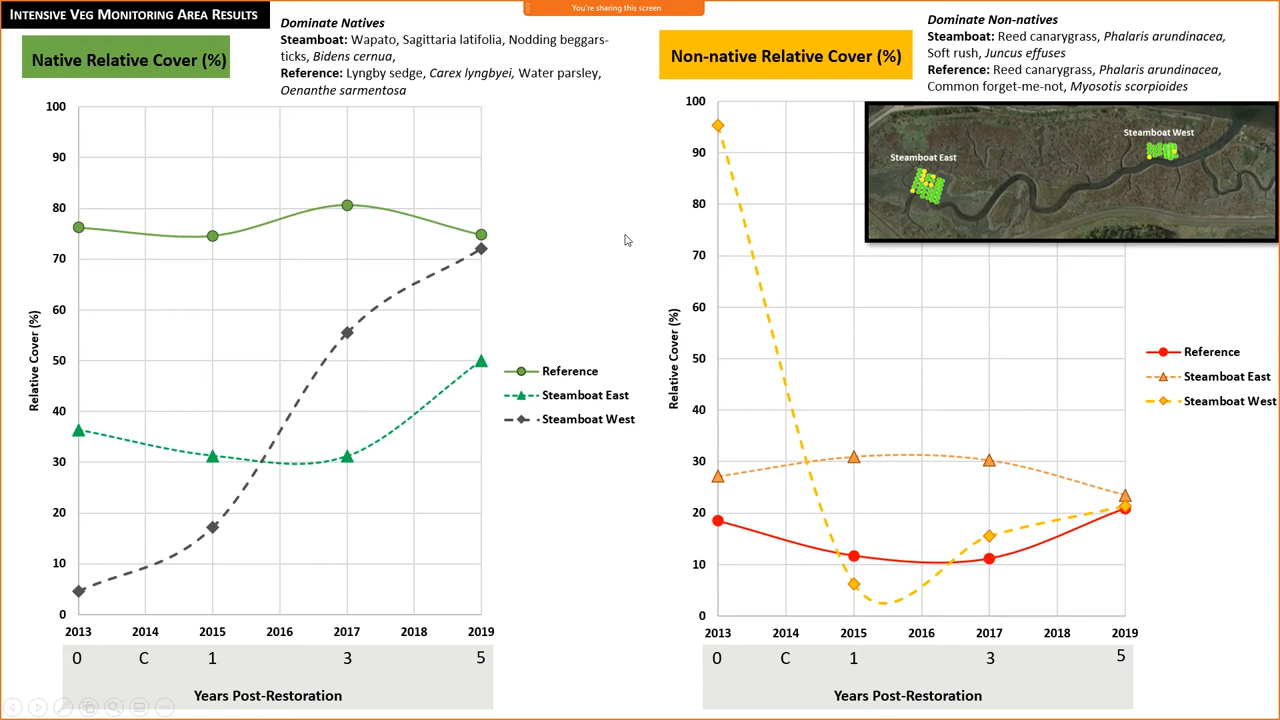 You're sharing this screen
INTENSIVE VEG MONITORING AREA RESULTS
Native Relative Cover (%)
Dominate Natives
Steamboat: Wapato, Sagittaria latifolia, Nodding beggars-
ticks, Bidens cernua,
Reference: Lyngby sedge, Carex lyngbyei, Water parsley,
Oenanthe sarmentosa
100
90
80
70
60
50
40
30
20
10
0
Relative Cover (%)
2013 2014 2015 2016 2017 2018 2019
0 C 1 3 5
Years Post-Restoration
Reference
Steamboat East
Steamboat West
Non-native Relative Cover (%)
Dominate Non-natives
Steamboat: Reed canarygrass, Phalaris arundinacea,
Soft rush, Juncus effuses
Reference: Reed canarygrass, Phalaris arundinacea,
Common forget-me-not, Myosotis scorpioides
Steamboat West
Steamboat East
100
90
80
70
60
50
40
30
20
10
0
Relative Cover (%)
2013 2014 2015 2016 2017 2018 2019
0 C 1 3 5
Years Post-Restoration
Reference
Steamboat East
Steamboat West